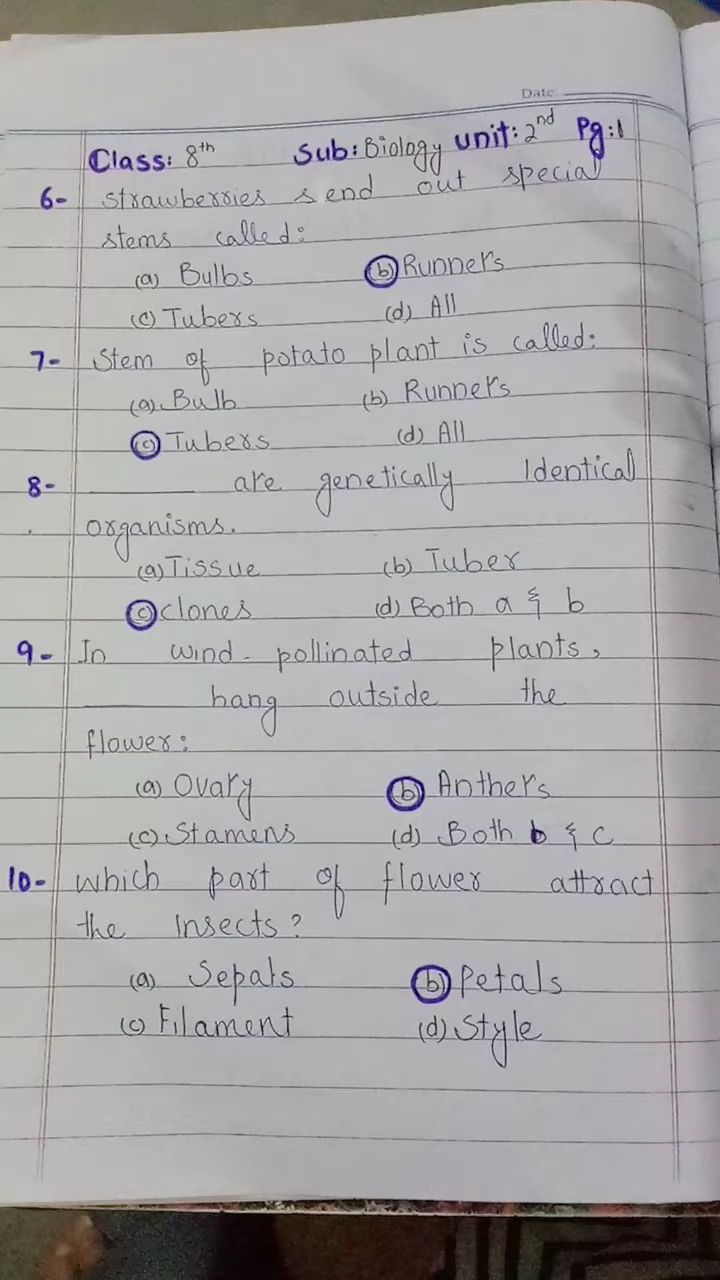 Date
Class: 8th Sub: Biology unit: 2nd Pg: 1
6- strawberries send out special
stems called:
(a) Bulbs (b) Runners
(c) Tubers (d) All
7- Stem of potato plant is called:
(a) Bulb (b) Runners
(c) Tubers (d) All
8- ______ are genetically Identical
organisms.
(a) Tissue (b) Tuber
(c) clones (d) Both a & b
9- In wind-pollinated plants,
______ hang outside the
flower:
(a) Ovary (b) Anthers
(c) Stamens (d) Both b & c
10- which part of flower attract
the Insects?
(a) Sepals (b) Petals
(c) Filament (d) Style